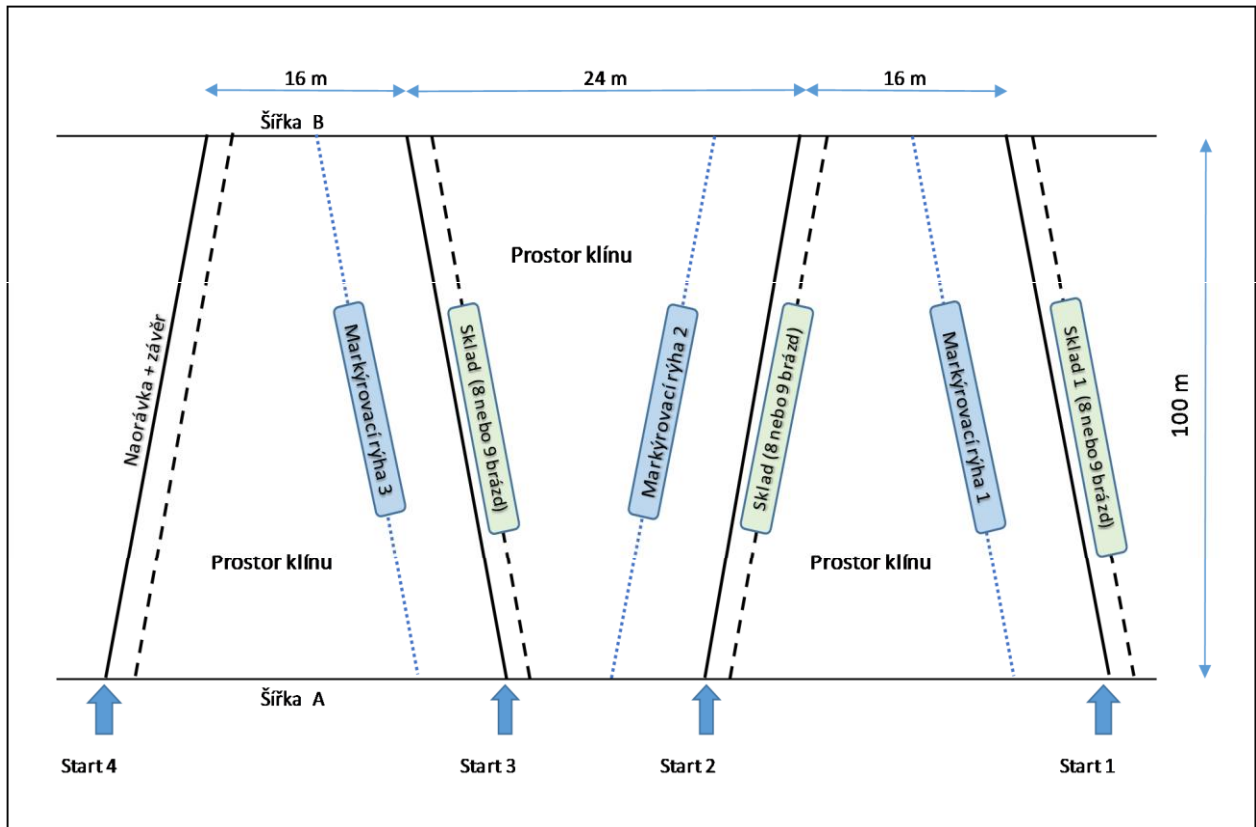 16 m
24 m
16 m
Šířka B
Prostor klínu
Naorávka + závěr
Markýrovací rýha 3
Sklad (8 nebo 9 brázd)
Markýrovací rýha 2
Sklad (8 nebo 9 brázd)
Markýrovací rýha 1
Sklad 1 (8 nebo 9 brázd)
100 m
Prostor klínu
Prostor klínu
Šířka A
Start 4
Start 3
Start 2
Start 1